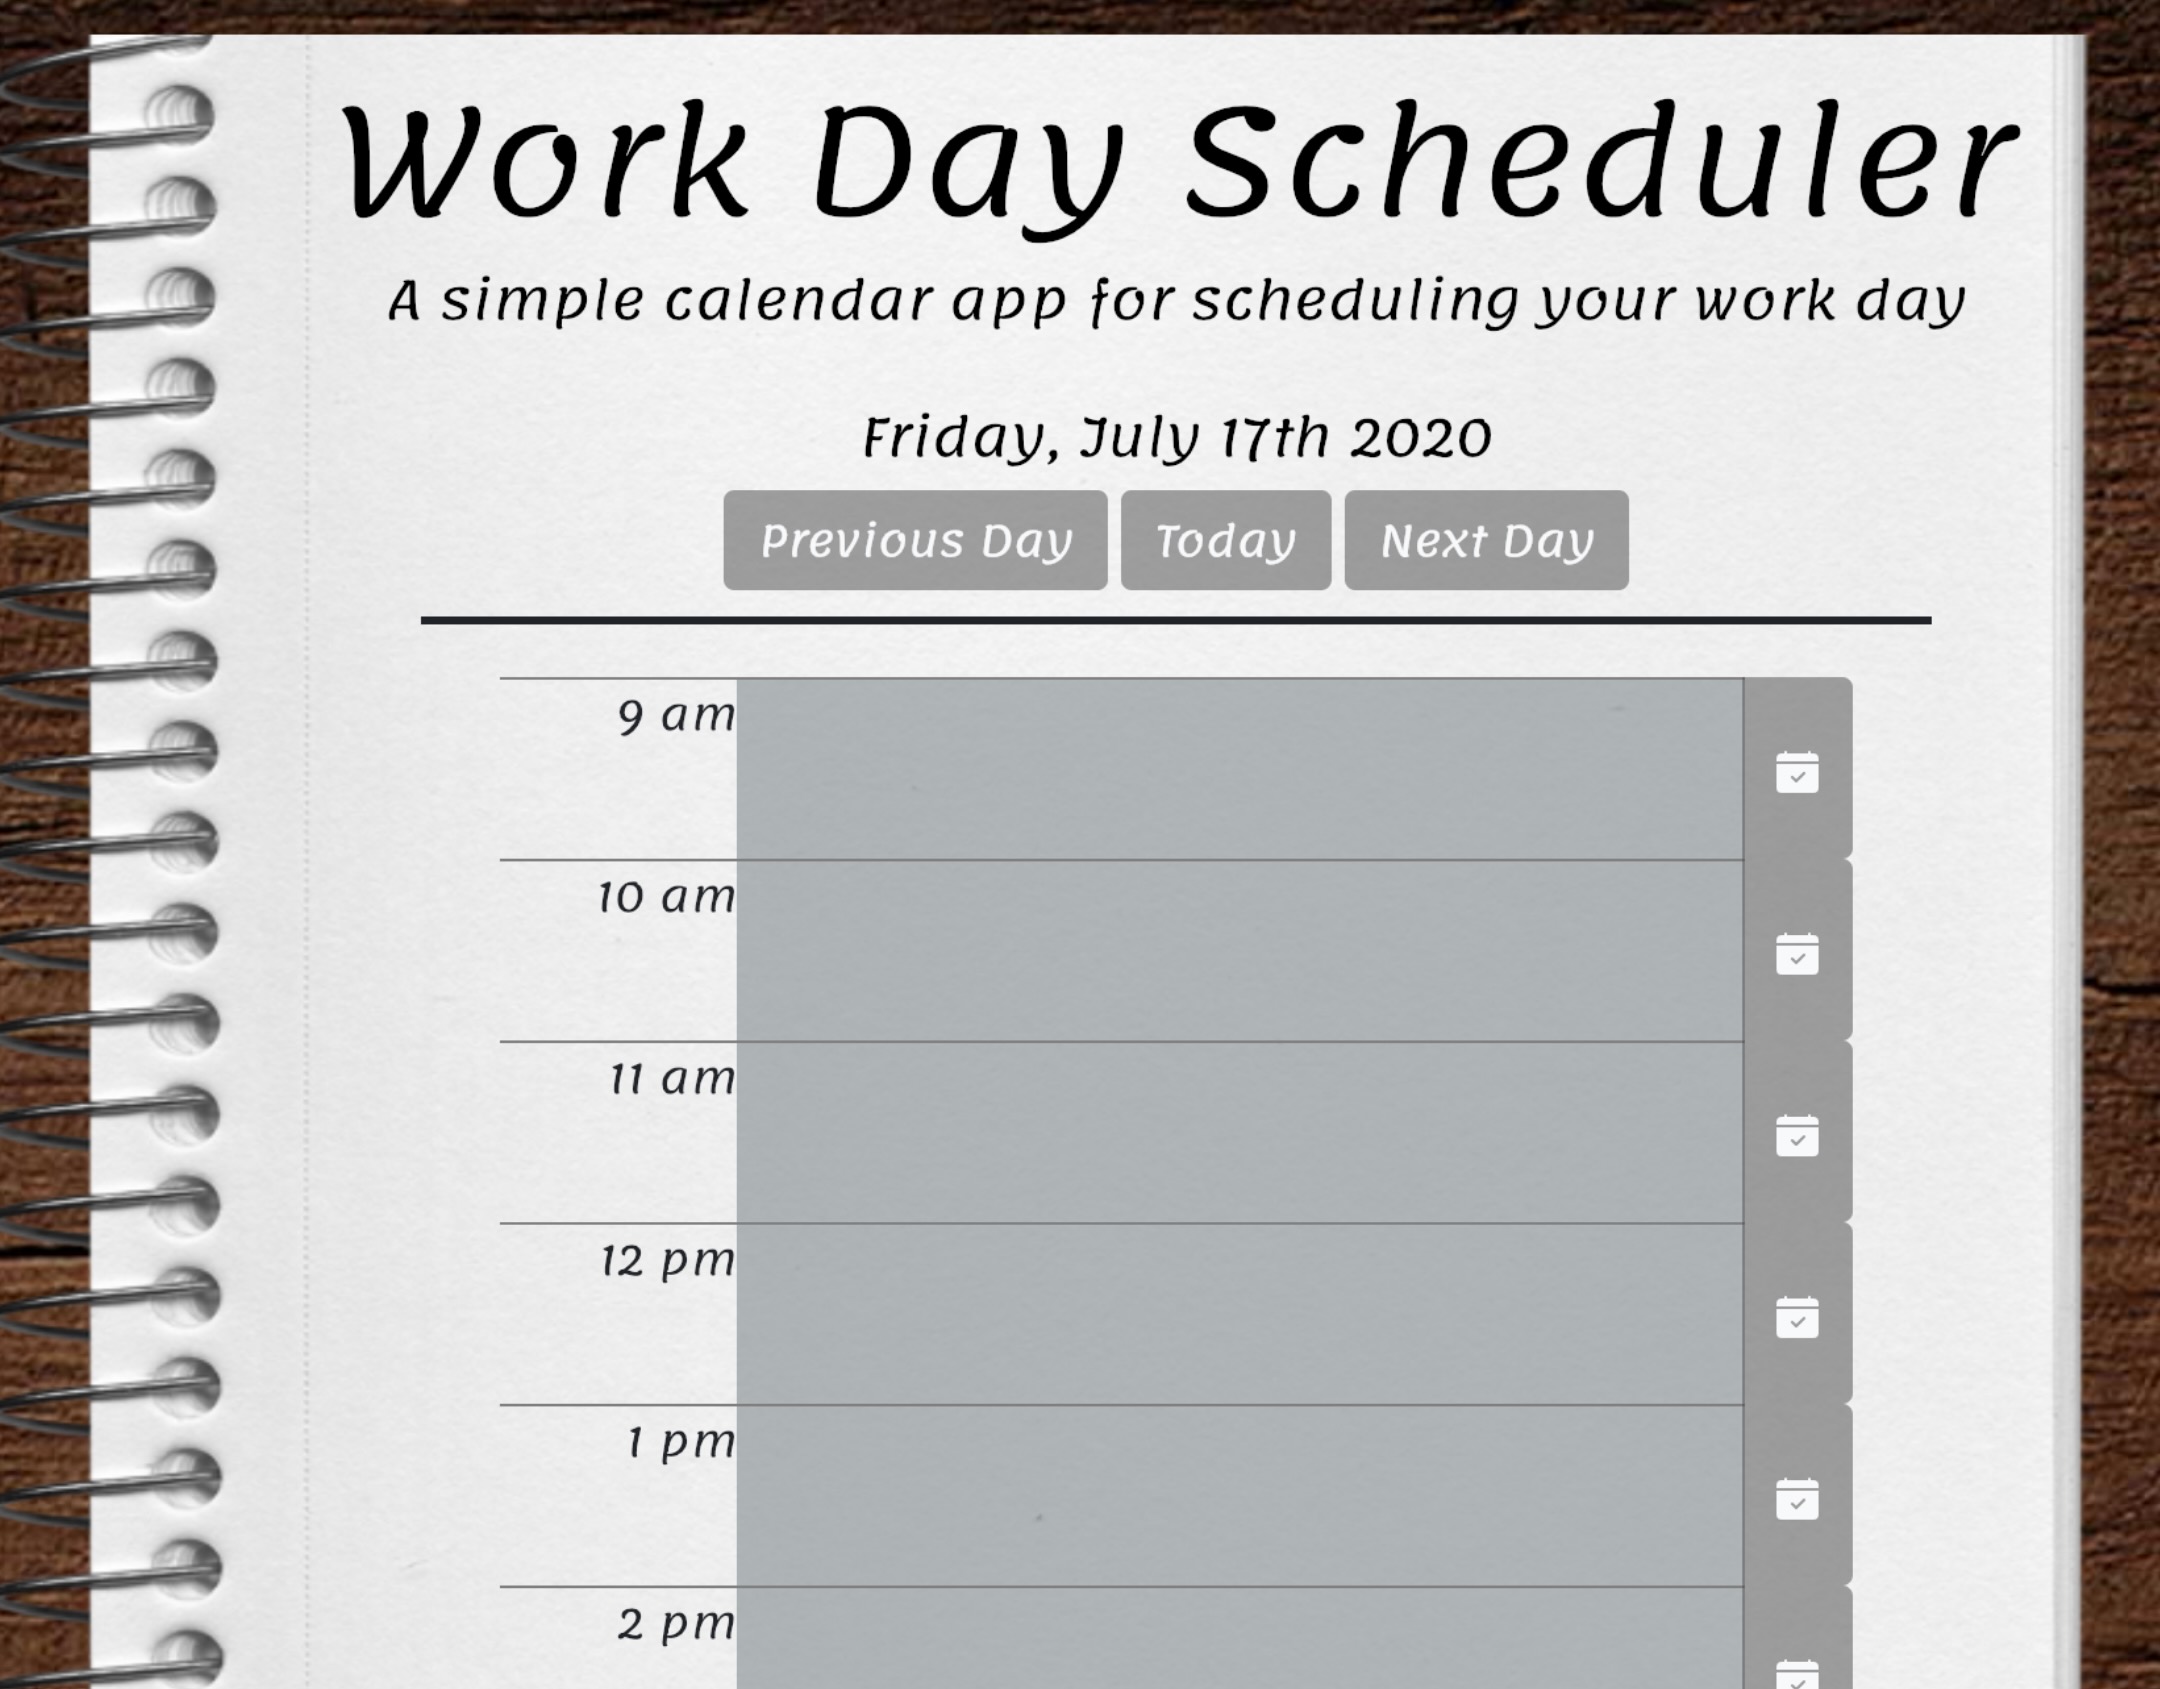 Work Day Scheduler
A simple calendar app for scheduling your work day
Friday, July 17th 2020
Previous Day Today Next Day
9 am
10 am
11 am
12 pm
1 pm
2 pm